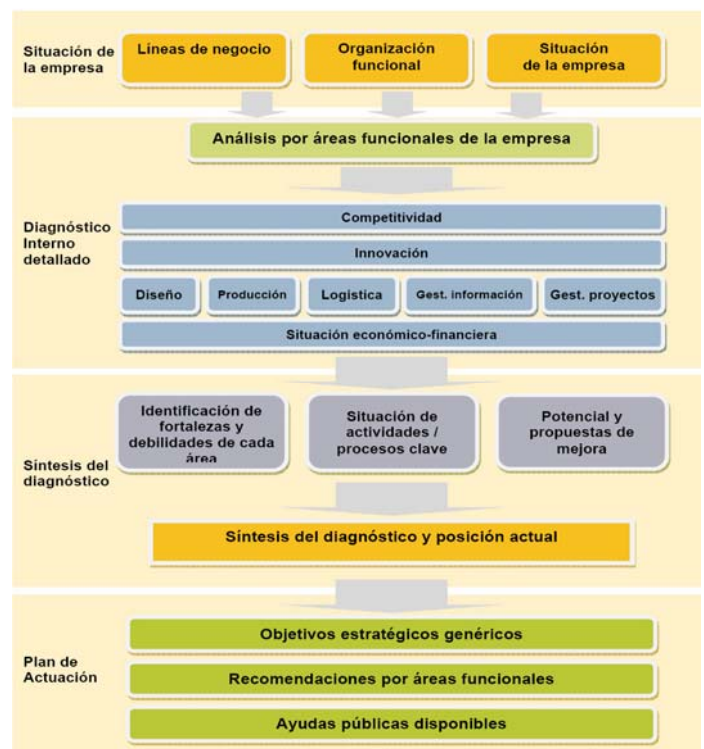 Situación de
la empresa
Líneas de negocio
Organización
funcional
Situación
de la empresa
Análisis por áreas funcionales de la empresa
Diagnóstico
Interno
detallado
Competitividad
Innovación
Diseño
Producción
Logistica
Gest. información
Gest. proyectos
Situación económico-financiera
Síntesis del
diagnóstico
Identificación de
fortalezas y
debilidades de cada
área
Situación de
actividades /
procesos clave
Potencial y
propuestas de
mejora
Síntesis del diagnóstico y posición actual
Plan de
Actuación
Objetivos estratégicos genéricos
Recomendaciones por áreas funcionales
Ayudas públicas disponibles